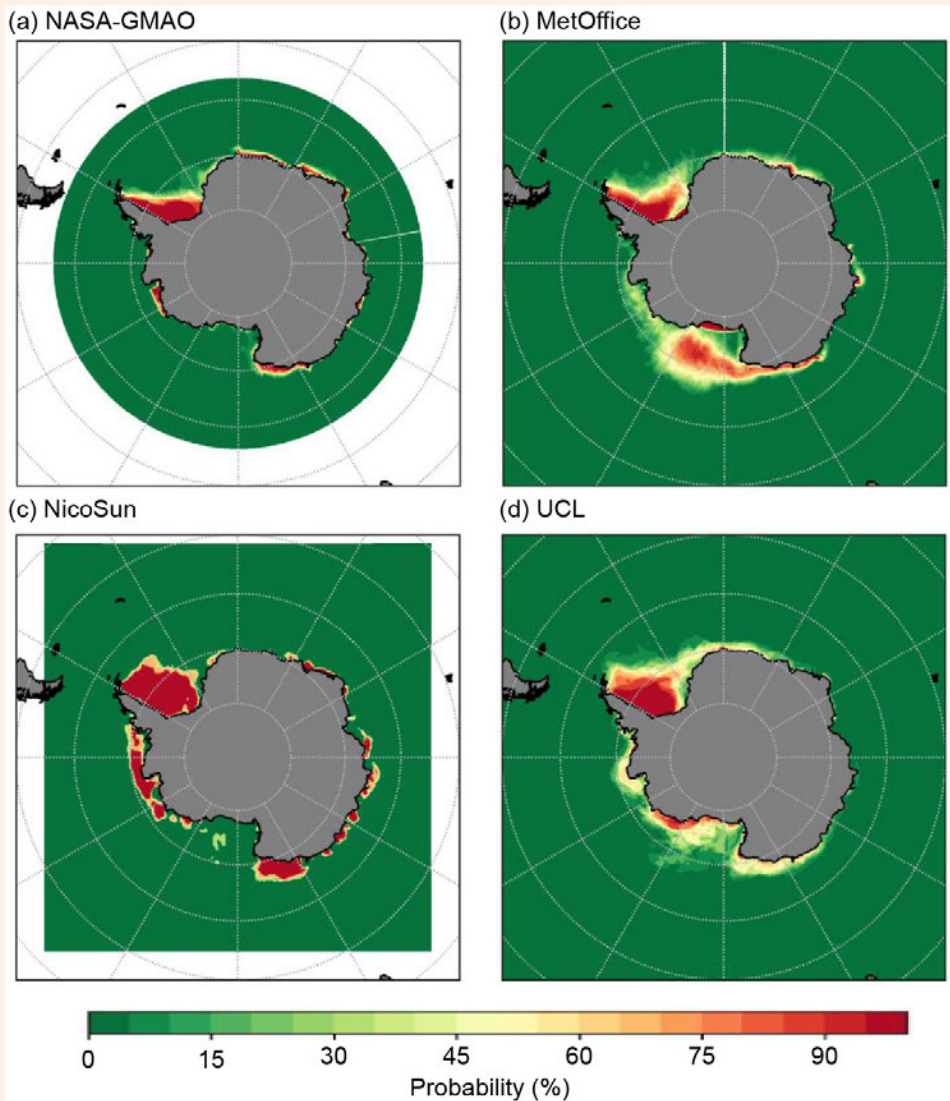 (a) NASA-GMAO
(b) MetOffice
(c) NicoSun
(d) UCL
0 15 30 45 60 75 90
Probability (%)